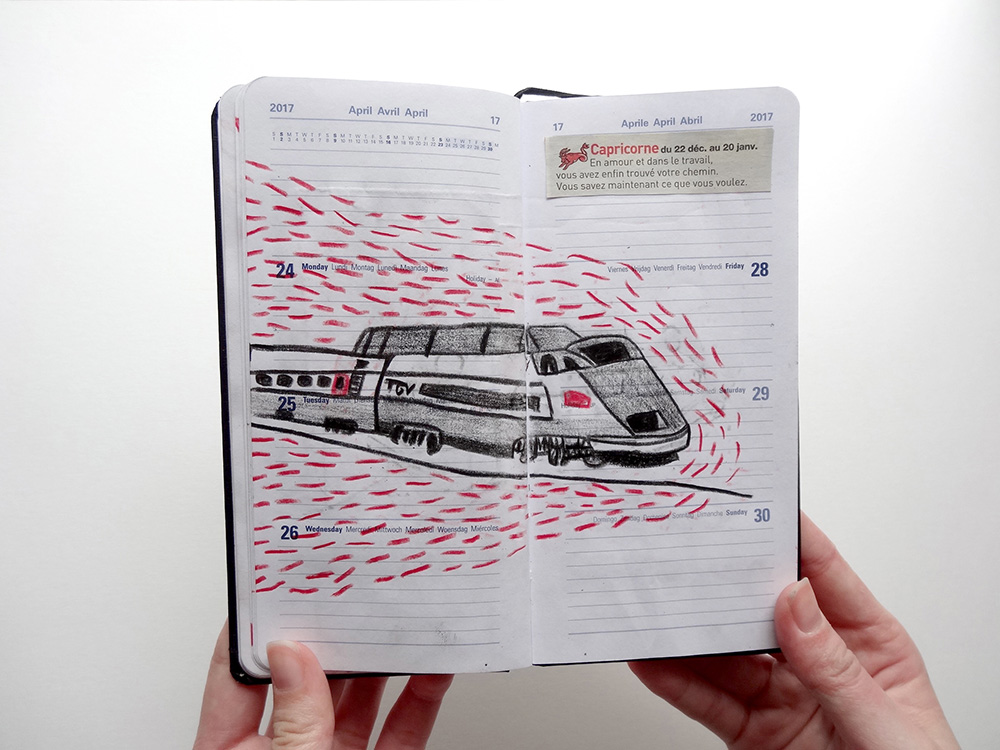 2017 April Avril April 17
S S M T W T F S S M T W T F S S M T W T F S S M T W T F S S M
1 2 3 4 5 6 7 8 9 10 11 12 13 14 15 16 17 18 19 20 21 22 23 24 25 26 27 28 29 30
24 Monday Lundi Montag Lunedì Maandag Lunes
Holiday
TGV
25 Tuesday
26 Wednesday Mercredi Mittwoch Mercoledì Woensdag Miércoles
17 Aprile April Abril 2017
Capricorne du 22 déc. au 20 janv.
En amour et dans le travail,
vous avez enfin trouvé votre chemin.
Vous savez maintenant ce que vous voulez.
Viernes Vrijdag Venerdì Freitag Vendredi Friday 28
Saturday 29
Domingo Sonntag Dimanche Sunday 30